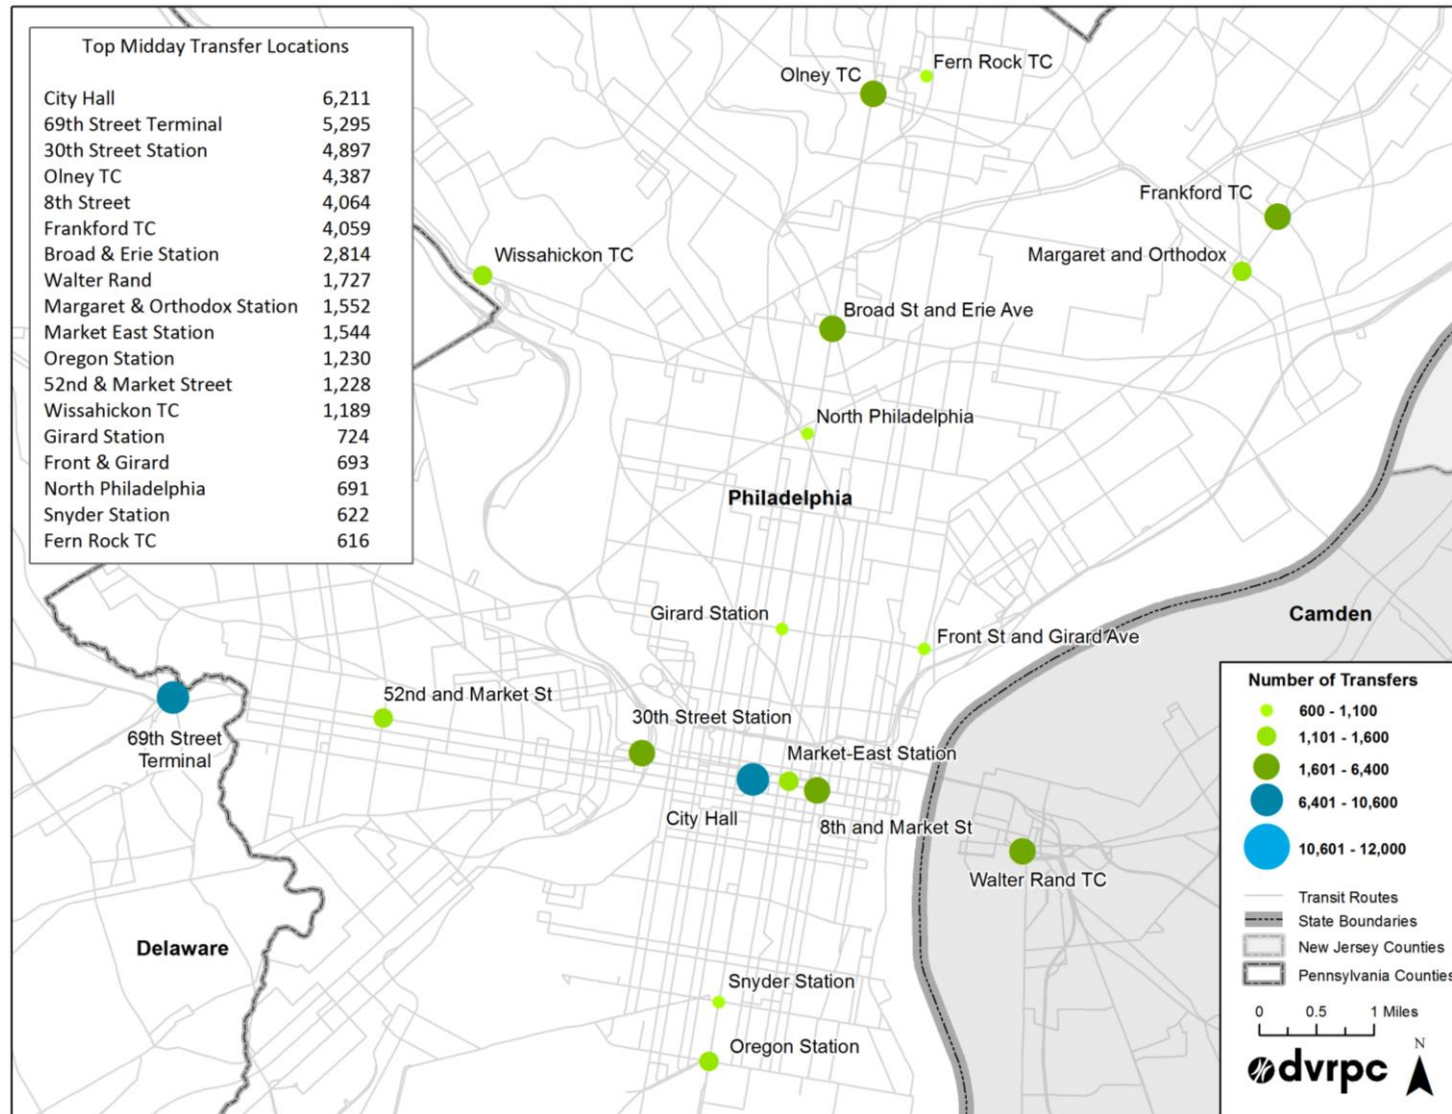 Top Midday Transfer Locations
City Hall 6,211
69th Street Terminal 5,295
30th Street Station 4,897
Olney TC 4,387
8th Street 4,064
Frankford TC 4,059
Broad & Erie Station 2,814
Walter Rand 1,727
Margaret & Orthodox Station 1,552
Market East Station 1,544
Oregon Station 1,230
52nd & Market Street 1,228
Wissahickon TC 1,189
Girard Station 724
Front & Girard 693
North Philadelphia 691
Snyder Station 622
Fern Rock TC 616
Fern Rock TC
Olney TC
Frankford TC
Margaret and Orthodox
Wissahickon TC
Broad St and Erie Ave
North Philadelphia
Philadelphia
Girard Station
Front St and Girard Ave
Camden
52nd and Market St
30th Street Station
69th Street
Terminal
Market-East Station
City Hall
8th and Market St
Walter Rand TC
Delaware
Snyder Station
Oregon Station
Number of Transfers
600 - 1,100
1,101 - 1,600
1,601 - 6,400
6,401 - 10,600
10,601 - 12,000
Transit Routes
State Boundaries
New Jersey Counties
Pennsylvania Counties
0 0.5 1 Miles
N
dvrpc